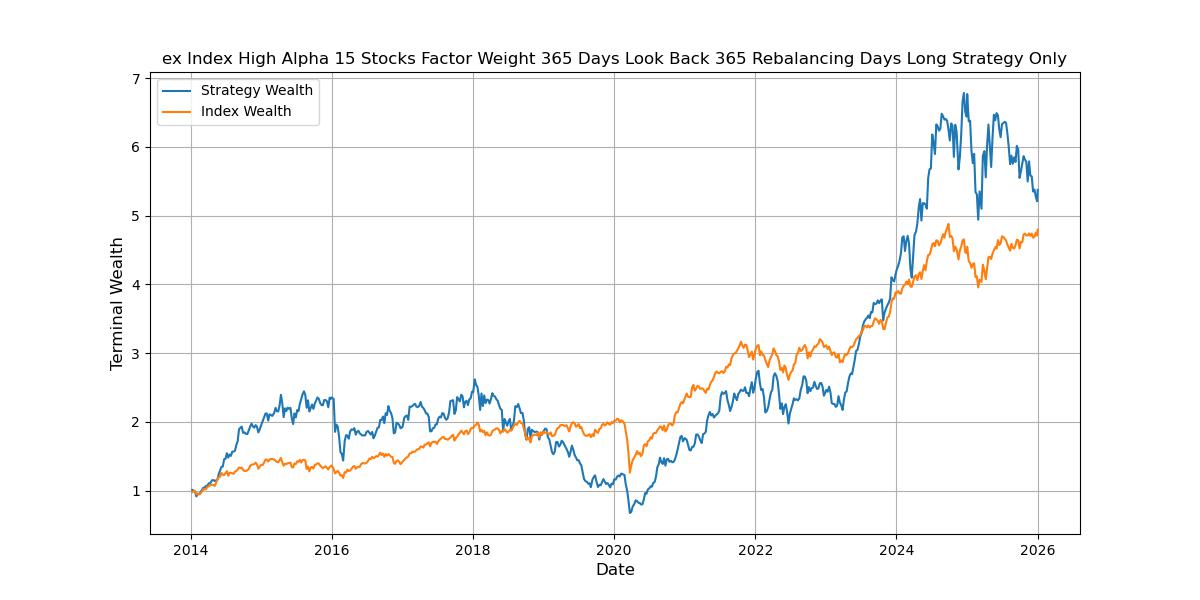 ex Index High Alpha 15 Stocks Factor Weight 365 Days Look Back 365 Rebalancing Days Long Strategy Only
7
Strategy Wealth
Index Wealth
6
5
4
3
2
1
Terminal Wealth
2014 2016 2018 2020 2022 2024 2026
Date